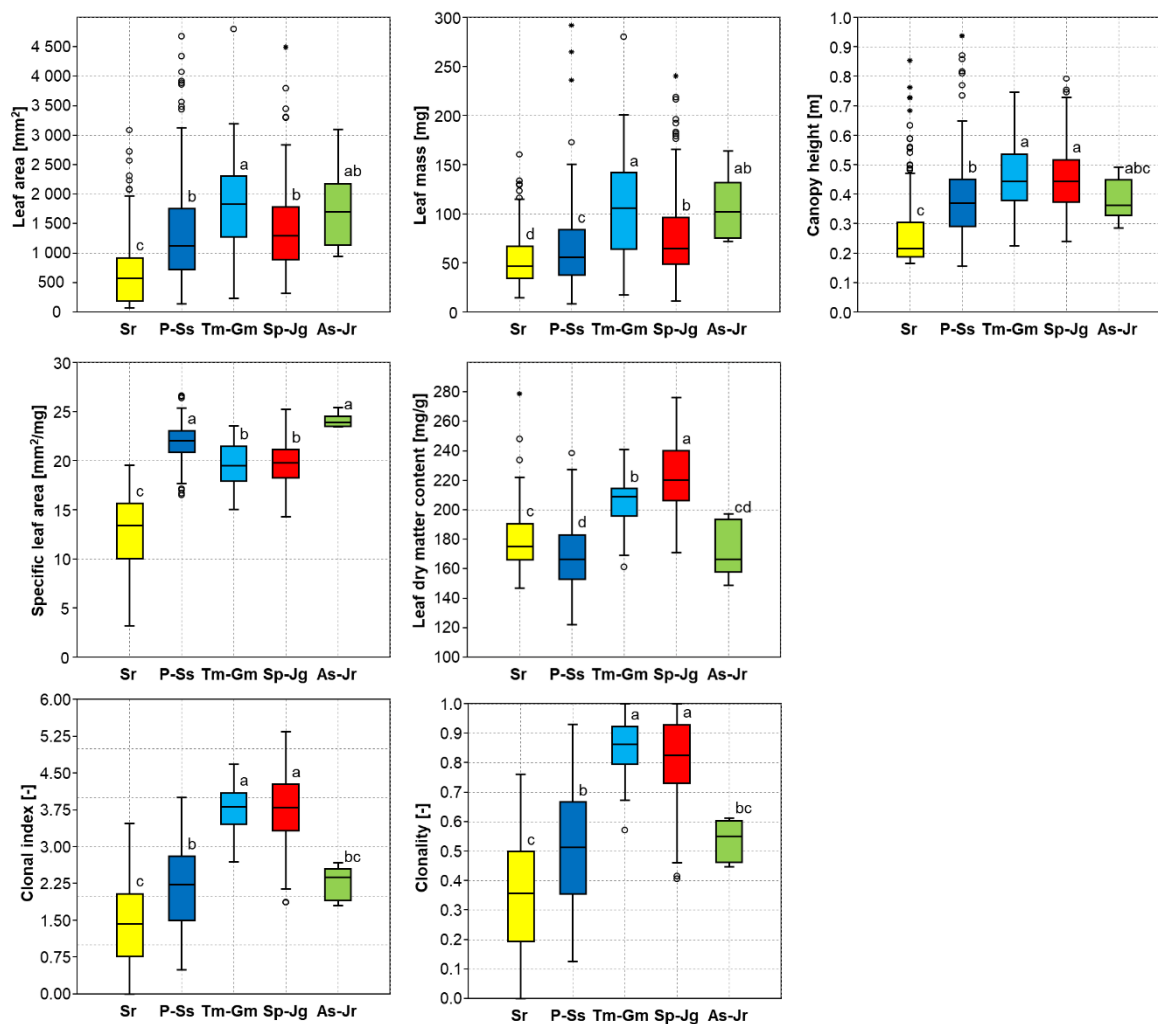 Leaf area [mm²]
4 500
4 000
3 500
3 000
2 500
2 000
1 500
1 000
500
0
c
b
a
b
ab
Sr P-Ss Tm-Gm Sp-Jg As-Jr
Leaf mass [mg]
300
250
200
150
100
50
0
d
c
a
b
ab
Sr P-Ss Tm-Gm Sp-Jg As-Jr
Canopy height [m]
1.0
0.9
0.8
0.7
0.6
0.5
0.4
0.3
0.2
0.1
0.0
c
b
a
a
abc
Sr P-Ss Tm-Gm Sp-Jg As-Jr
Specific leaf area [mm²/mg]
30
25
20
15
10
5
0
c
a
b
b
a
Sr P-Ss Tm-Gm Sp-Jg As-Jr
Leaf dry matter content [mg/g]
280
260
240
220
200
180
160
140
120
100
c
d
b
a
cd
Sr P-Ss Tm-Gm Sp-Jg As-Jr
Clonal index [-]
6.00
5.25
4.50
3.75
3.00
2.25
1.50
0.75
0.00
c
b
a
a
bc
Sr P-Ss Tm-Gm Sp-Jg As-Jr
Clonality [-]
1.0
0.9
0.8
0.7
0.6
0.5
0.4
0.3
0.2
0.1
0.0
c
b
a
a
bc
Sr P-Ss Tm-Gm Sp-Jg As-Jr